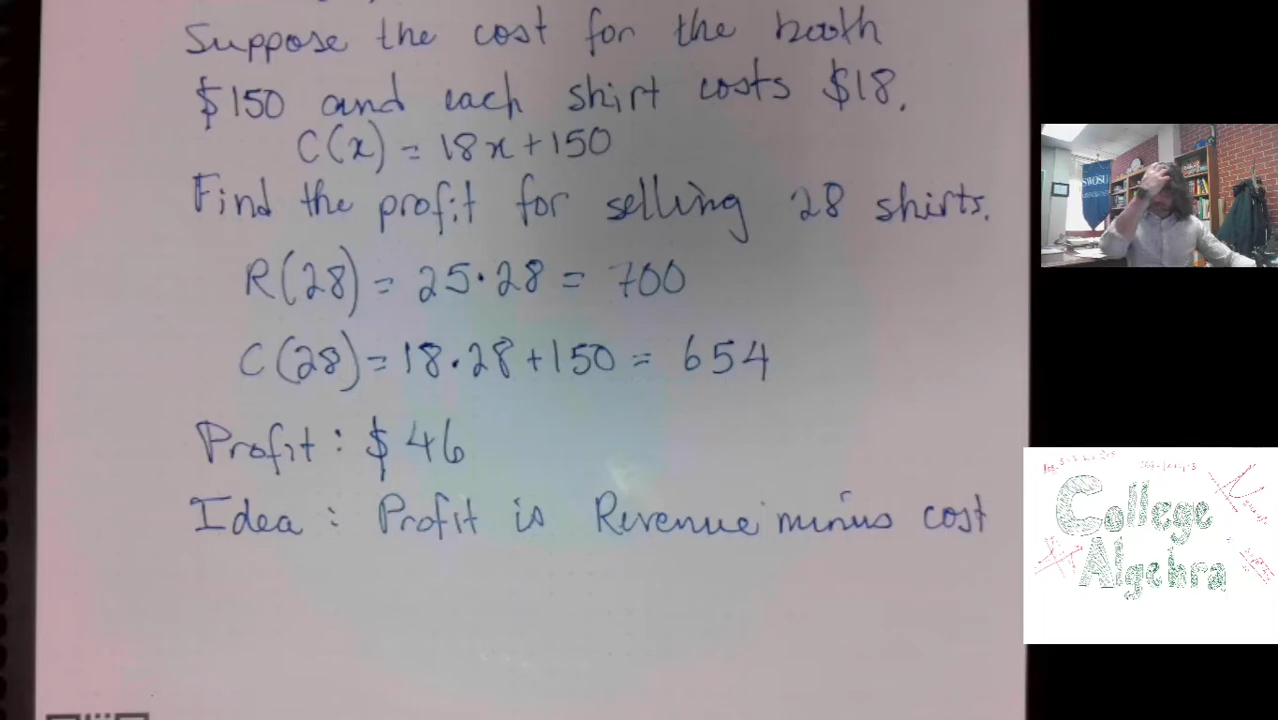 Suppose the cost for the booth
$150 and each shirt costs $18.
C(x) = 18x + 150
Find the profit for selling 28 shirts.
R(28) = 25·28 = 700
C(28) = 18·28 + 150 = 654
Profit : $46
Idea : Profit is Revenue minus cost
SWOSU
College
Algebra